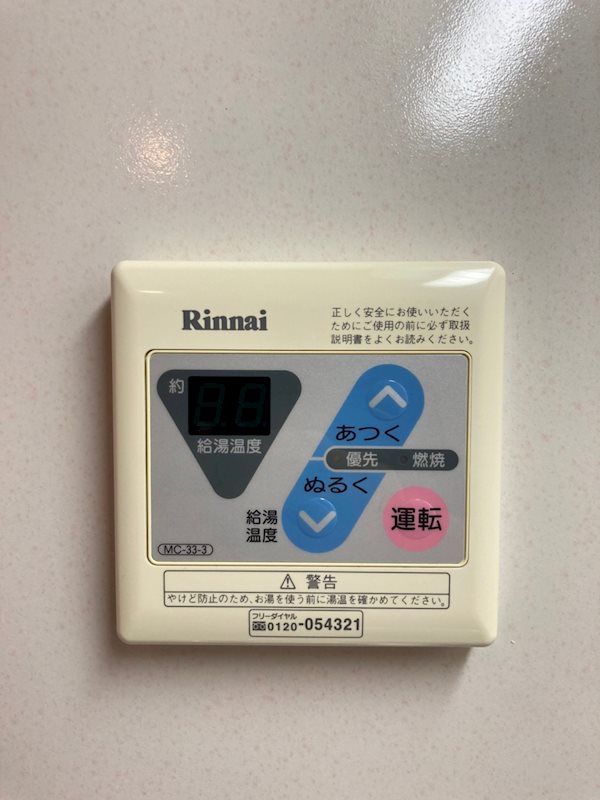 Rinnai
正しく安全にお使いいただく
ためにご使用の前に必ず取扱
説明書をよくお読みください。
約
給湯温度
あつく
優先 燃焼
ぬるく
給湯
温度
運転
MC-33-3
⚠ 警告
やけど防止のため、お湯を使う前に湯温を確かめてください。
フリーダイヤル
0120-054321